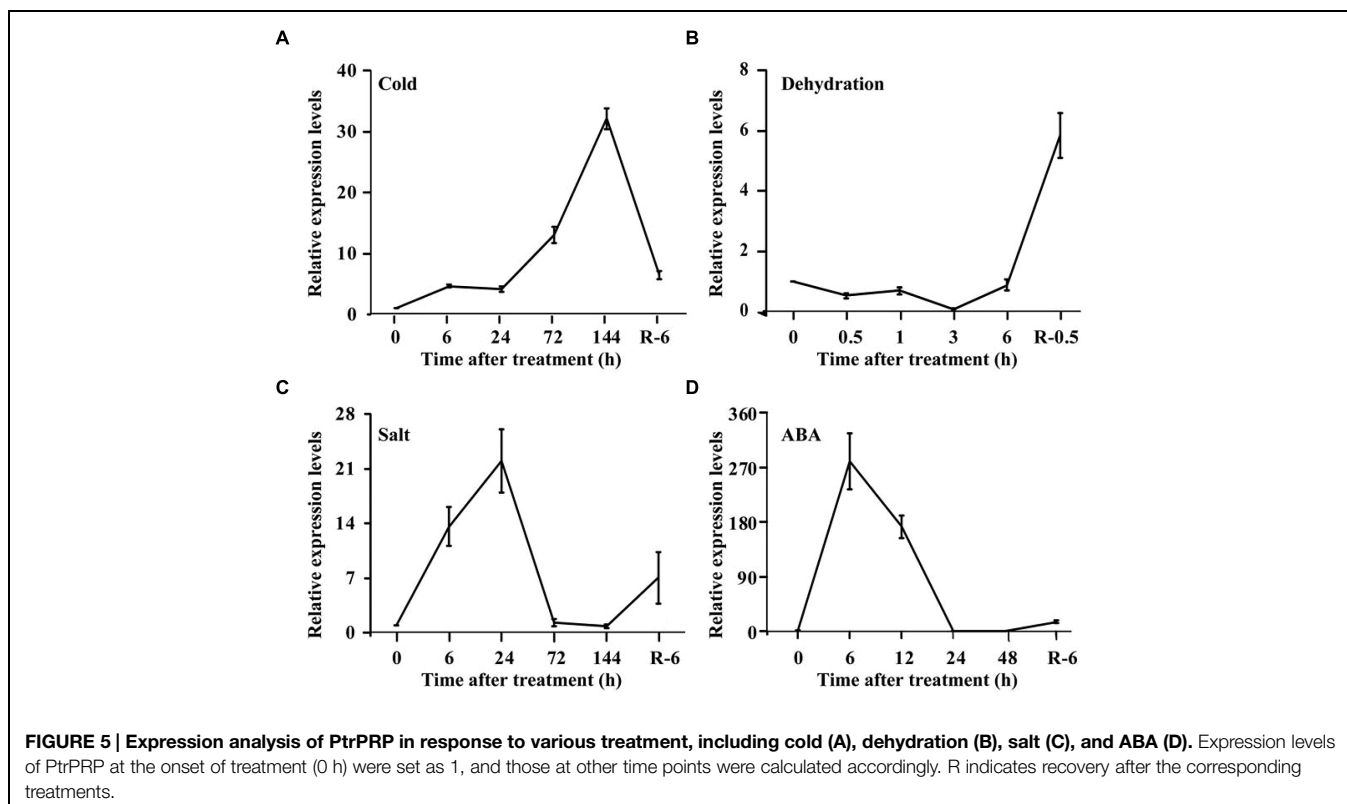 A
Cold
Relative expression levels
40
30
20
10
0
0 6 24 72 144 R-6
Time after treatment (h)
B
Dehydration
Relative expression levels
8
6
4
2
0
0 0.5 1 3 6 R-0.5
Time after treatment (h)
C
Salt
Relative expression levels
28
21
14
7
0
0 6 24 72 144 R-6
Time after treatment (h)
D
ABA
Relative expression levels
360
270
180
90
0
0 6 12 24 48 R-6
Time after treatment (h)
FIGURE 5 | Expression analysis of PtrPRP in response to various treatment, including cold (A), dehydration (B), salt (C), and ABA (D). Expression levels
of PtrPRP at the onset of treatment (0 h) were set as 1, and those at other time points were calculated accordingly. R indicates recovery after the corresponding
treatments.